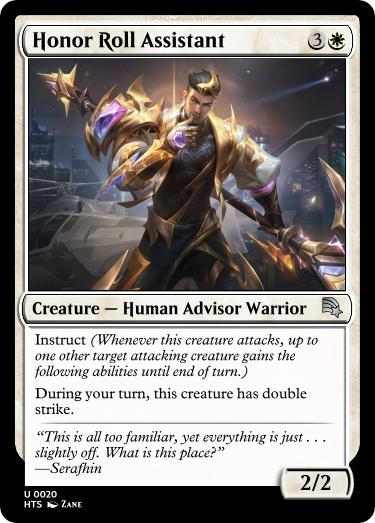 Honor Roll Assistant 3
Creature — Human Advisor Warrior
Instruct (Whenever this creature attacks, up to
one other target attacking creature gains the
following abilities until end of turn.)
During your turn, this creature has double
strike.
“This is all too familiar, yet everything is just . . .
slightly off. What is this place?”
—Serafhin
2/2
U 0020
HTS Zane